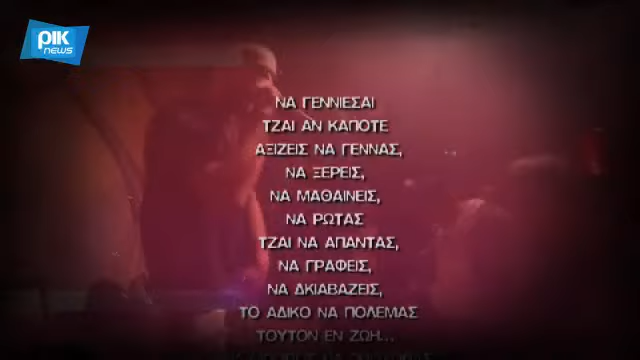 ΡΙΚ
NEWS
ΝΑ ΓΕΝΝΙΕΣΑΙ
ΤΖΑΙ ΑΝ ΚΑΠΟΤΕ
ΑΞΙΖΕΙΣ ΝΑ ΓΕΝΝΑΣ,
ΝΑ ΞΕΡΕΙΣ,
ΝΑ ΜΑΘΑΙΝΕΙΣ,
ΝΑ ΡΩΤΑΣ
ΤΖΑΙ ΝΑ ΑΠΑΝΤΑΣ,
ΝΑ ΓΡΑΦΕΙΣ,
ΝΑ ΔΚΙΑΒΑΖΕΙΣ,
ΤΟ ΑΔΙΚΟ ΝΑ ΠΟΛΕΜΑΣ
ΤΟΥΤΟΝ ΕΝ ΖΩΗ...